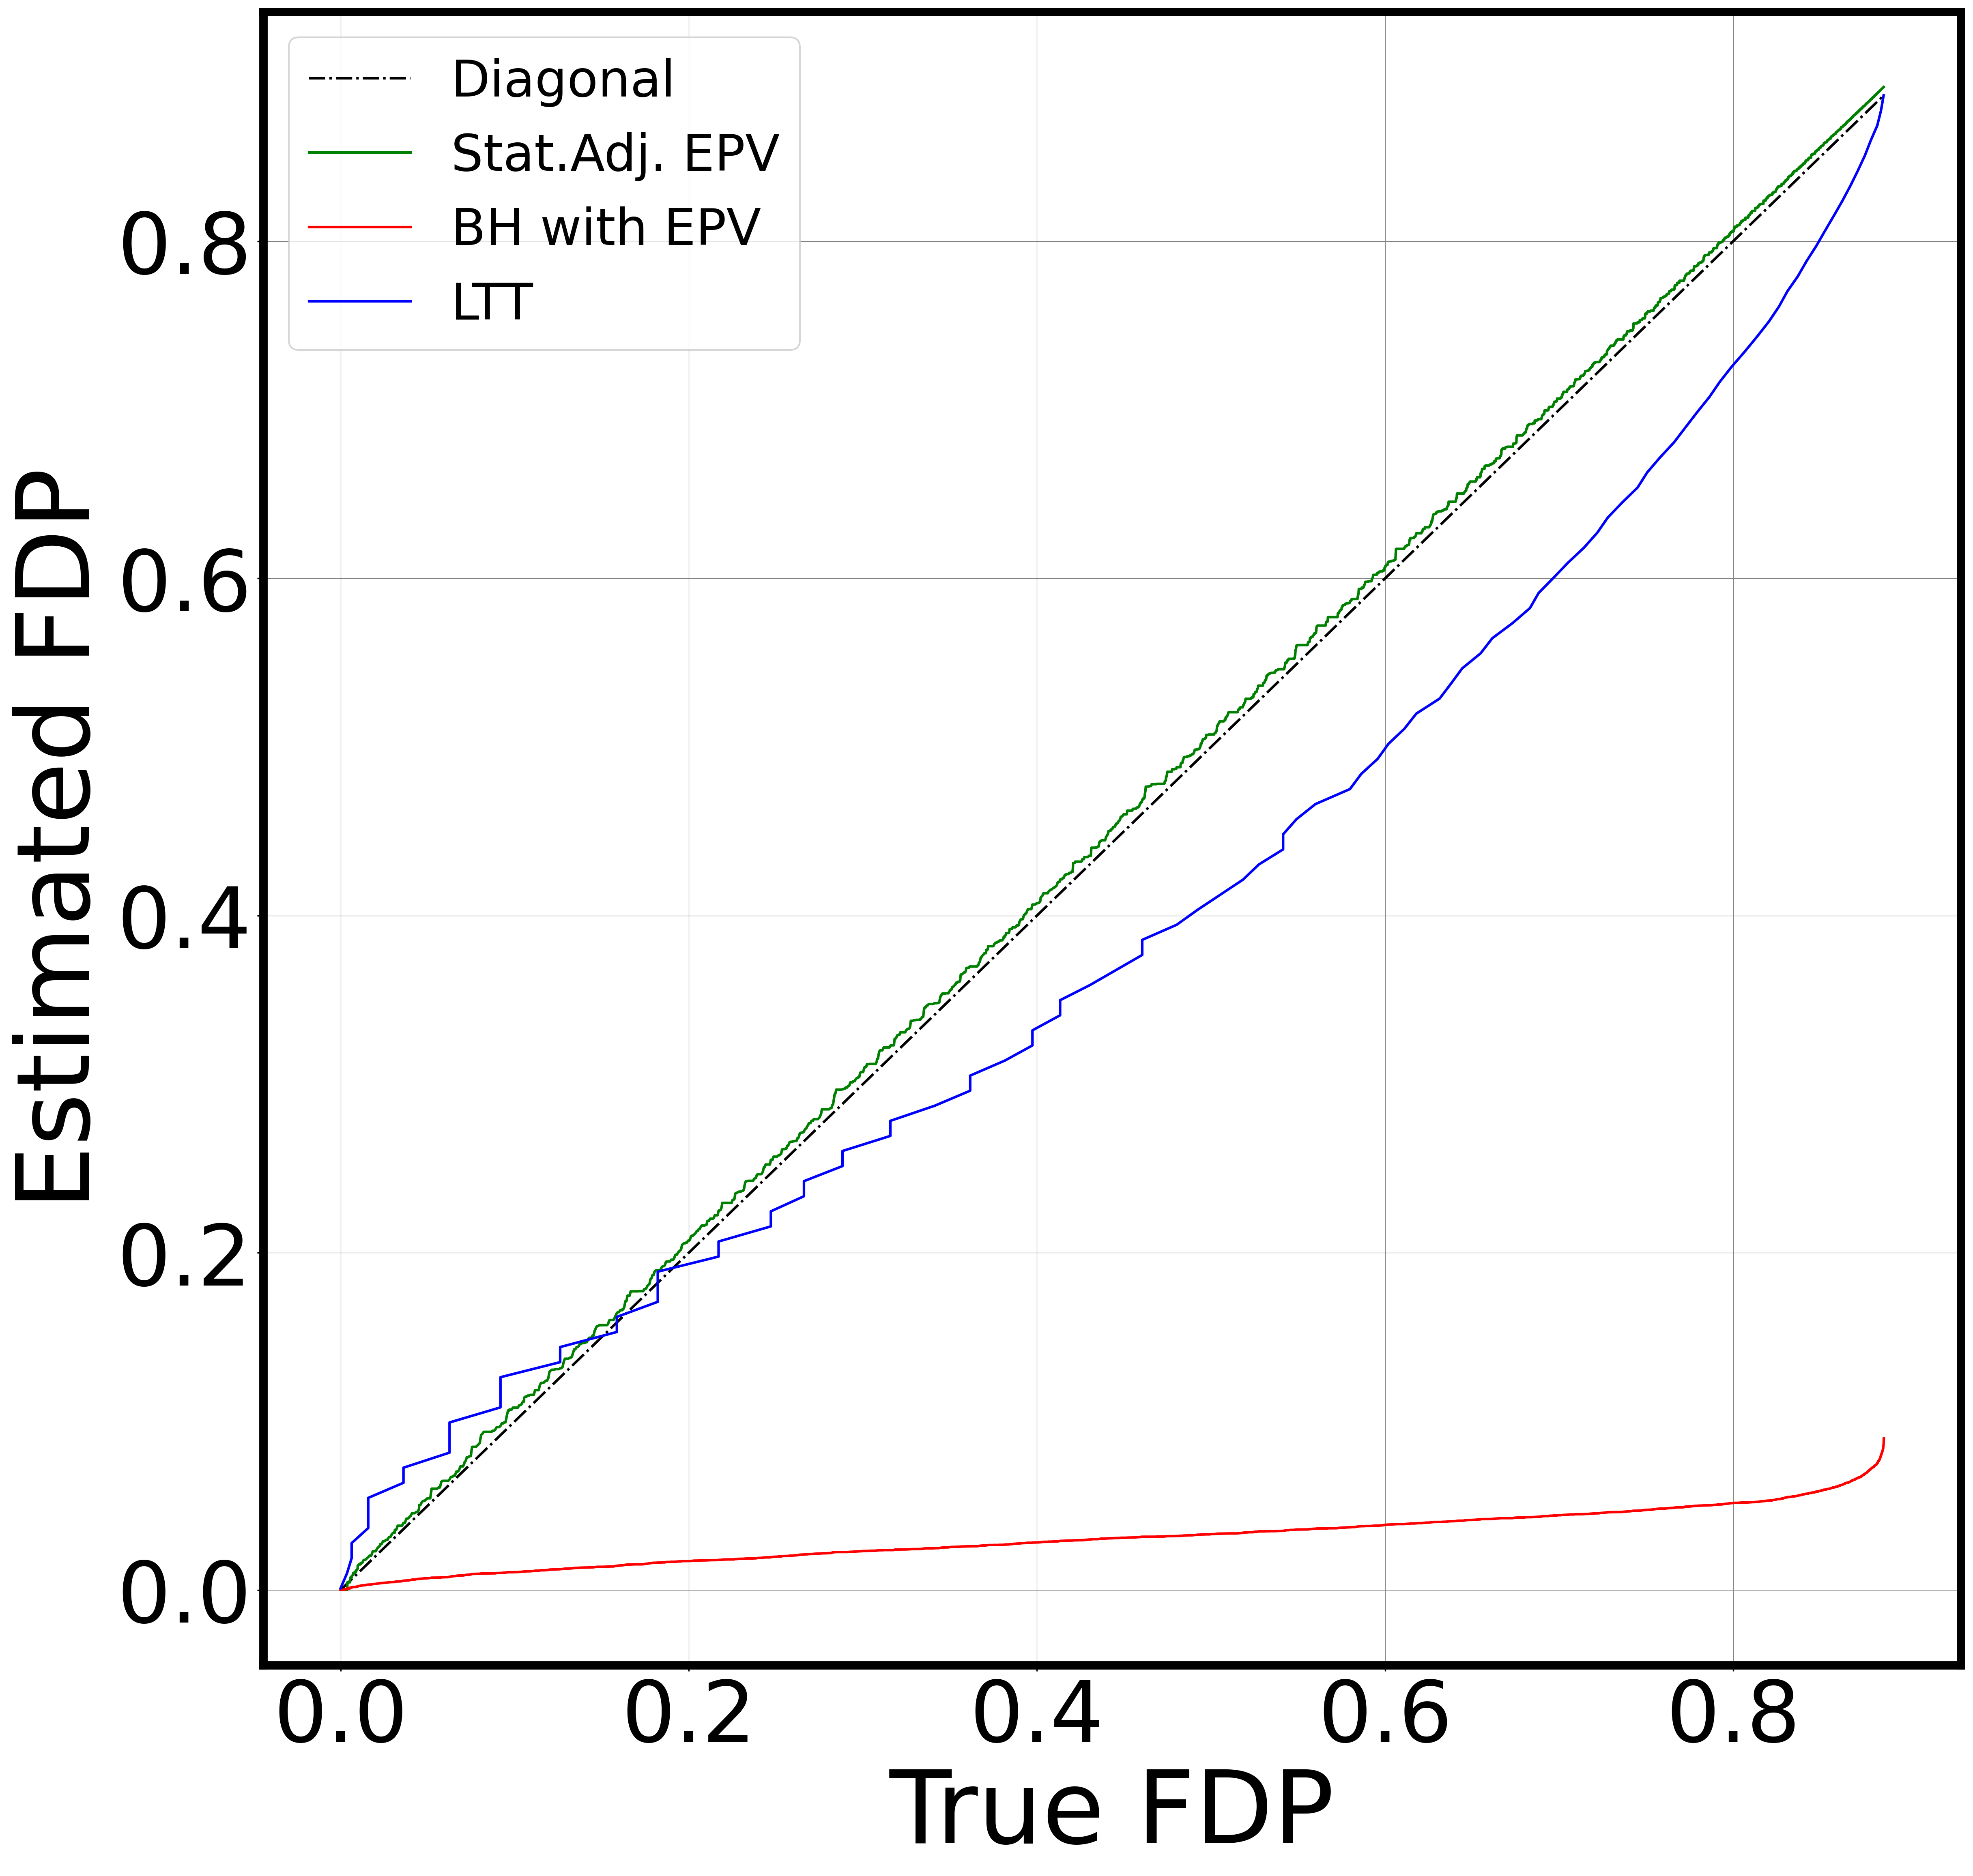 Diagonal
Stat.Adj. EPV
BH with EPV
LTT
Estimated FDP
0.8
0.6
0.4
0.2
0.0
0.0 0.2 0.4 0.6 0.8
True FDP